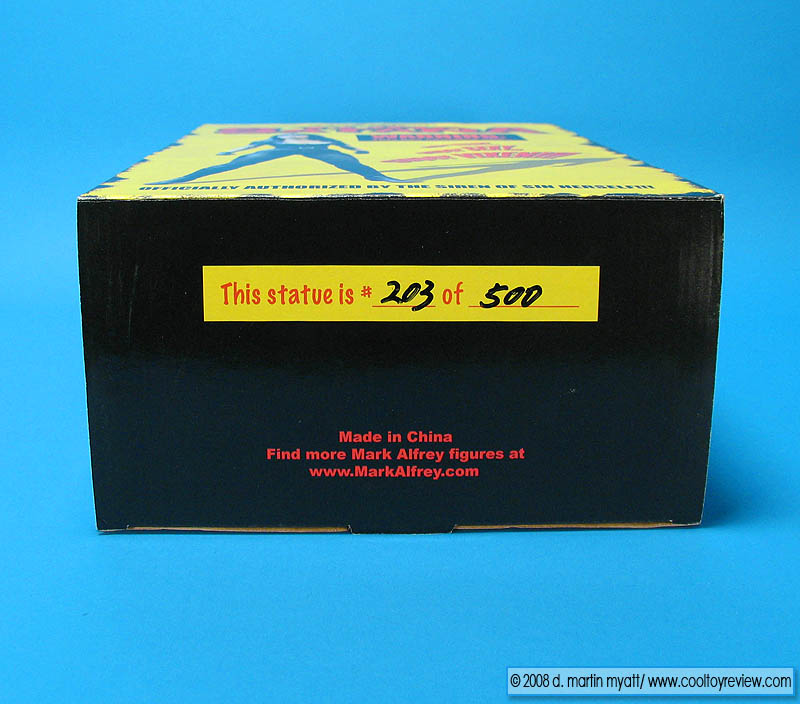 OFFICIALLY AUTHORIZED BY THE SIREN OF SIN HERSELF!!!
This statue is # 203 of 500
Made in China
Find more Mark Alfrey figures at
www.MarkAlfrey.com
© 2008 d. martin myatt/ www.cooltoyreview.com